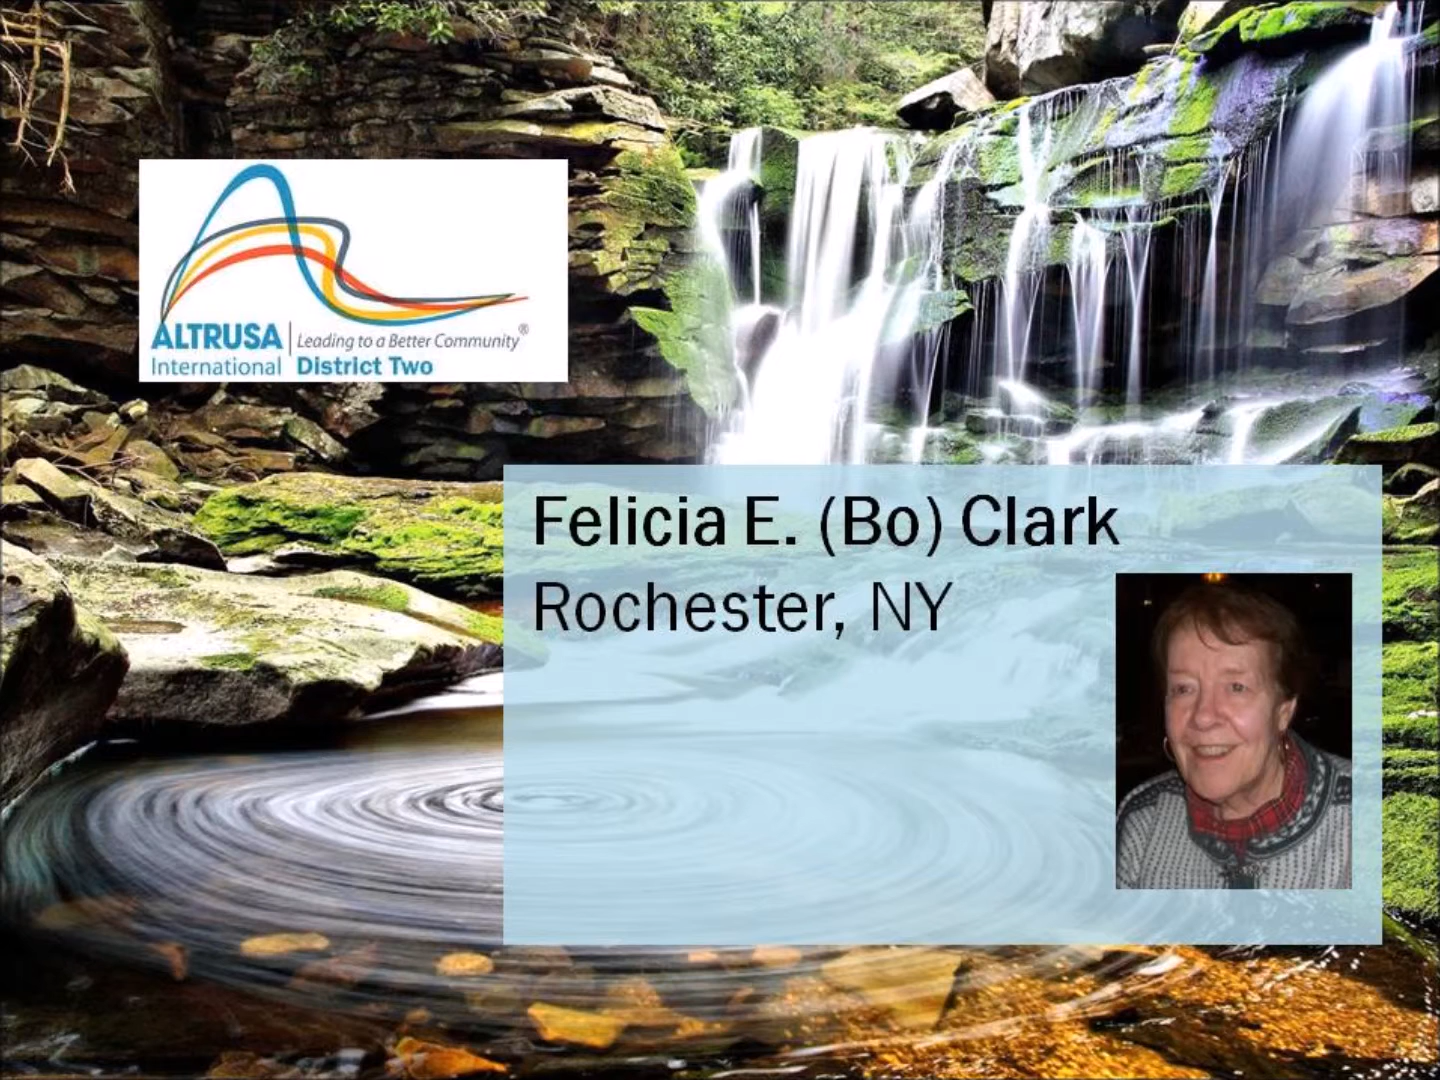 ALTRUSA Leading to a Better Community®
International District Two
Felicia E. (Bo) Clark
Rochester, NY